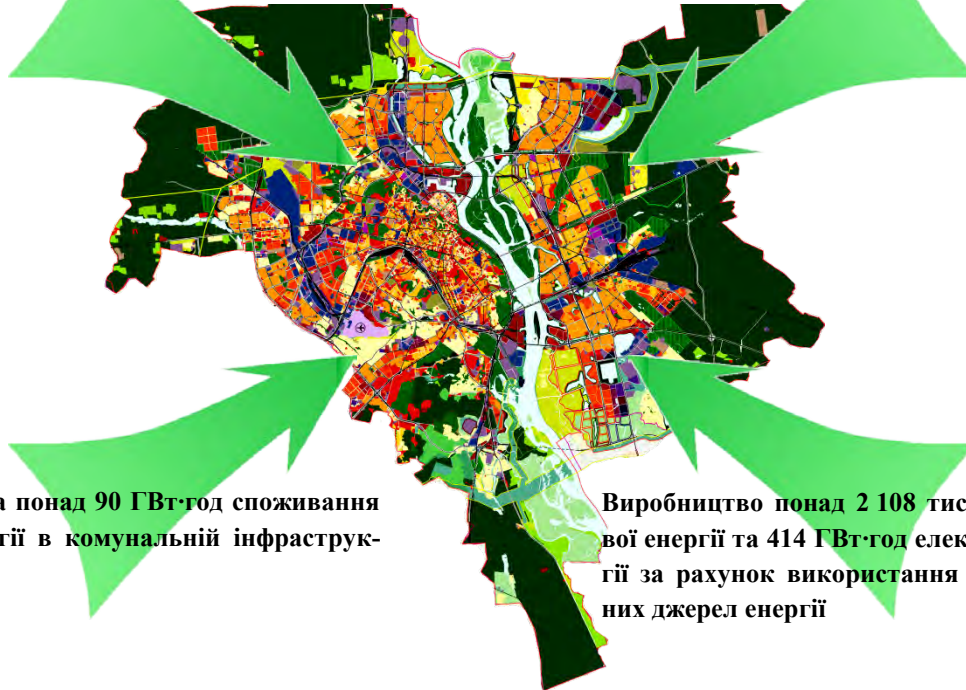 а понад 90 ГВт·год споживання
гії в комунальній інфраструк-
Виробництво понад 2 108 тис
вої енергії та 414 ГВт·год елек
гії за рахунок використання
них джерел енергії